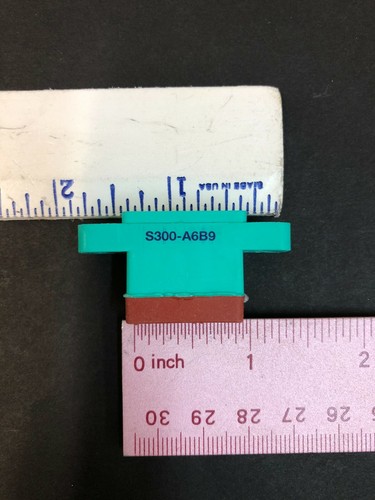 2 1 MADE IN USA
S300-A6B9
0 inch 1 2
30 29 28 27 26